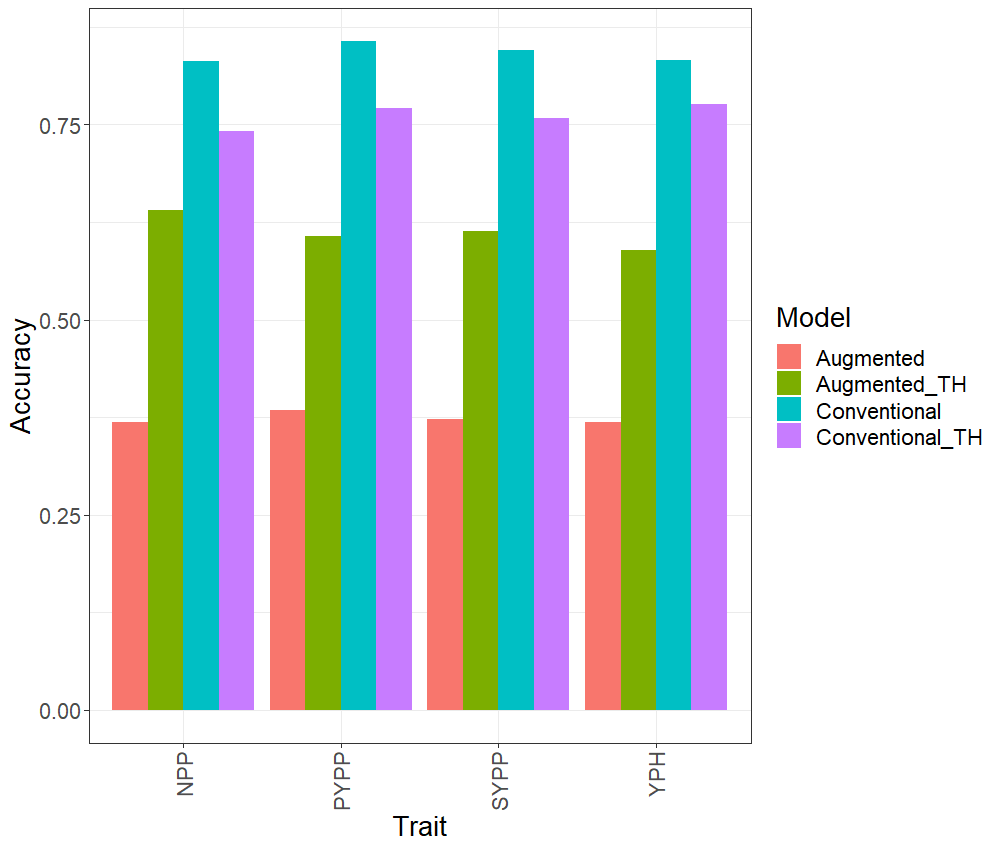 Accuracy
0.75
0.50
0.25
0.00
NPP
PYPP
SYPP
YPH
Trait
Model
Augmented
Augmented_TH
Conventional
Conventional_TH